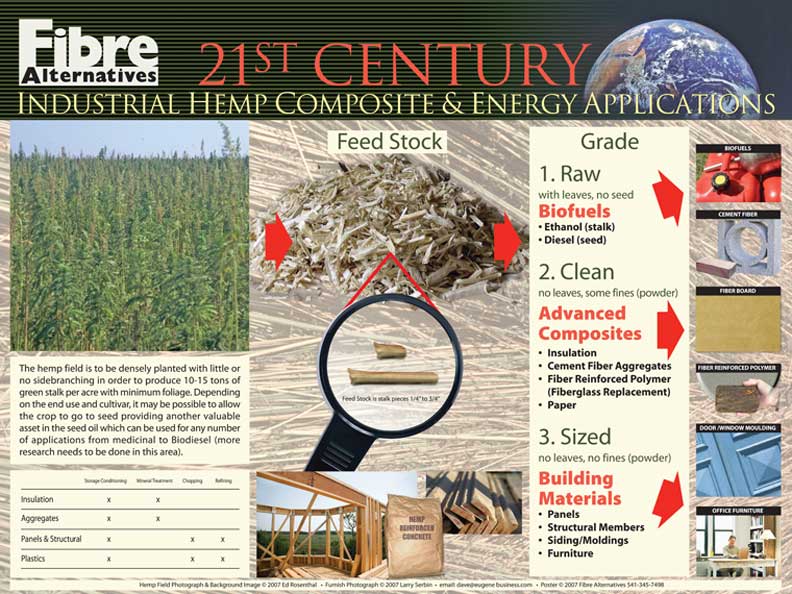 Fibre
Alternatives
21ST CENTURY
INDUSTRIAL HEMP COMPOSITE & ENERGY APPLICATIONS
The hemp field is to be densely planted with little or
no sidebranching in order to produce 10-15 tons of
green stalk per acre with minimum foliage. Depending
on the end use and cultivar, it may be possible to allow
the crop to go to seed providing another valuable
asset in the seed oil which can be used for any number
of applications from medicinal to Biodiesel (more
research needs to be done in this area).
Storage Conditioning Mineral Treatment Chopping Refining
Insulation x x
Aggregates x x
Panels & Structural x x x
Plastics x x x
Feed Stock
Feed Stock is stalk pieces 1/4" to 3/4"
HEMP
REINFORCED
CONCRETE
Grade
1. Raw
with leaves, no seed
Biofuels
• Ethanol (stalk)
• Diesel (seed)
2. Clean
no leaves, some fines (powder)
Advanced
Composites
• Insulation
• Cement Fiber Aggregates
• Fiber Reinforced Polymer
(Fiberglass Replacement)
• Paper
3. Sized
no leaves, no fines (powder)
Building
Materials
• Panels
• Structural Members
• Siding/Moldings
• Furniture
BIOFUELS
CEMENT FIBER
FIBER BOARD
FIBER REINFORCED POLYMER
DOOR /WINDOW MOULDING
OFFICE FURNITURE
Hemp Field Photograph & Background Image © 2007 Ed Rosenthal • Furnish Photograph © 2007 Larry Serbin • email: dave@eugene business.com • Poster © 2007 Fibre Alternatives 541-345-7498